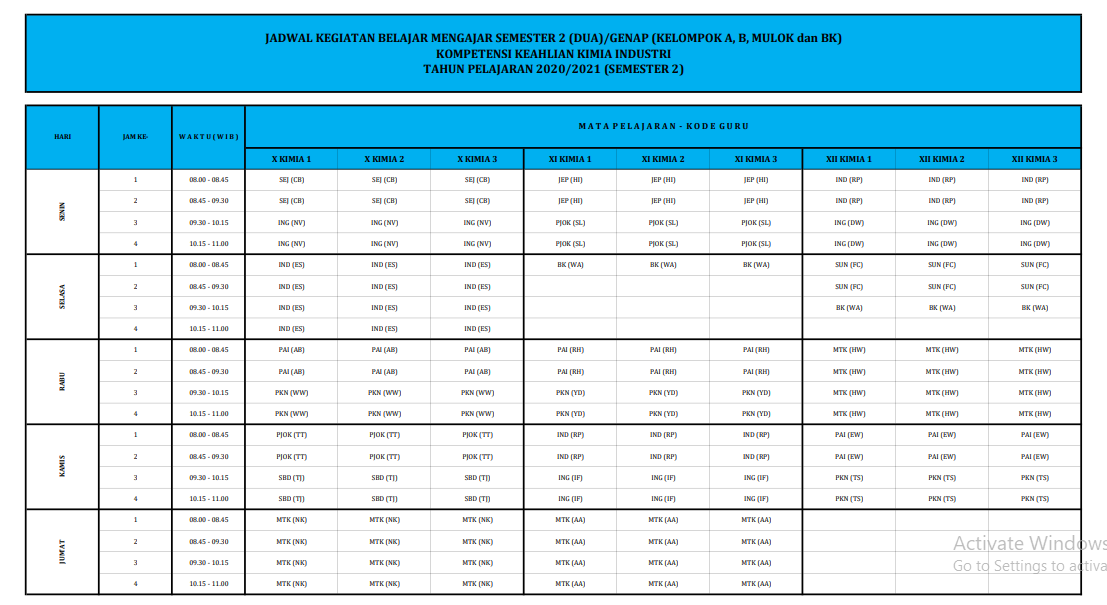 JADWAL KEGIATAN BELAJAR MENGAJAR SEMESTER 2 (DUA)/GENAP (KELOMPOK A, B, MULOK dan BK)
KOMPETENSI KEAHLIAN KIMIA INDUSTRI
TAHUN PELAJARAN 2020/2021 (SEMESTER 2)
HARI JAM KE- WAKTU (WIB) MATA PELAJARAN - KODE GURU
X KIMIA 1 X KIMIA 2 X KIMIA 3 XI KIMIA 1 XI KIMIA 2 XI KIMIA 3 XII KIMIA 1 XII KIMIA 2 XII KIMIA 3
SENIN
1 08.00 - 08.45 SEJ (CB) SEJ (CB) SEJ (CB) JEP (HI) JEP (HI) JEP (HI) IND (RP) IND (RP) IND (RP)
2 08.45 - 09.30 SEJ (CB) SEJ (CB) SEJ (CB) JEP (HI) JEP (HI) JEP (HI) IND (RP) IND (RP) IND (RP)
3 09.30 - 10.15 ING (NV) ING (NV) ING (NV) PJOK (SL) PJOK (SL) PJOK (SL) ING (DW) ING (DW) ING (DW)
4 10.15 - 11.00 ING (NV) ING (NV) ING (NV) PJOK (SL) PJOK (SL) PJOK (SL) ING (DW) ING (DW) ING (DW)
SELASA
1 08.00 - 08.45 IND (ES) IND (ES) IND (ES) BK (WA) BK (WA) BK (WA) SUN (FC) SUN (FC) SUN (FC)
2 08.45 - 09.30 IND (ES) IND (ES) IND (ES) SUN (FC) SUN (FC) SUN (FC)
3 09.30 - 10.15 IND (ES) IND (ES) IND (ES) BK (WA) BK (WA) BK (WA)
4 10.15 - 11.00 IND (ES) IND (ES) IND (ES)
RABU
1 08.00 - 08.45 PAI (AB) PAI (AB) PAI (AB) PAI (RH) PAI (RH) PAI (RH) MTK (HW) MTK (HW) MTK (HW)
2 08.45 - 09.30 PAI (AB) PAI (AB) PAI (AB) PAI (RH) PAI (RH) PAI (RH) MTK (HW) MTK (HW) MTK (HW)
3 09.30 - 10.15 PKN (WW) PKN (WW) PKN (WW) PKN (YD) PKN (YD) PKN (YD) MTK (HW) MTK (HW) MTK (HW)
4 10.15 - 11.00 PKN (WW) PKN (WW) PKN (WW) PKN (YD) PKN (YD) PKN (YD) MTK (HW) MTK (HW) MTK (HW)
KAMIS
1 08.00 - 08.45 PJOK (TT) PJOK (TT) PJOK (TT) IND (RP) IND (RP) IND (RP) PAI (EW) PAI (EW) PAI (EW)
2 08.45 - 09.30 PJOK (TT) PJOK (TT) PJOK (TT) IND (RP) IND (RP) IND (RP) PAI (EW) PAI (EW) PAI (EW)
3 09.30 - 10.15 SBD (TJ) SBD (TJ) SBD (TJ) ING (IF) ING (IF) ING (IF) PKN (TS) PKN (TS) PKN (TS)
4 10.15 - 11.00 SBD (TJ) SBD (TJ) SBD (TJ) ING (IF) ING (IF) ING (IF) PKN (TS) PKN (TS) PKN (TS)
JUM'AT
1 08.00 - 08.45 MTK (NK) MTK (NK) MTK (NK) MTK (AA) MTK (AA) MTK (AA)
2 08.45 - 09.30 MTK (NK) MTK (NK) MTK (NK) MTK (AA) MTK (AA) MTK (AA)
3 09.30 - 10.15 MTK (NK) MTK (NK) MTK (NK) MTK (AA) MTK (AA) MTK (AA)
4 10.15 - 11.00 MTK (NK) MTK (NK) MTK (NK) MTK (AA) MTK (AA) MTK (AA)
Activate Windows
Go to Settings to activa